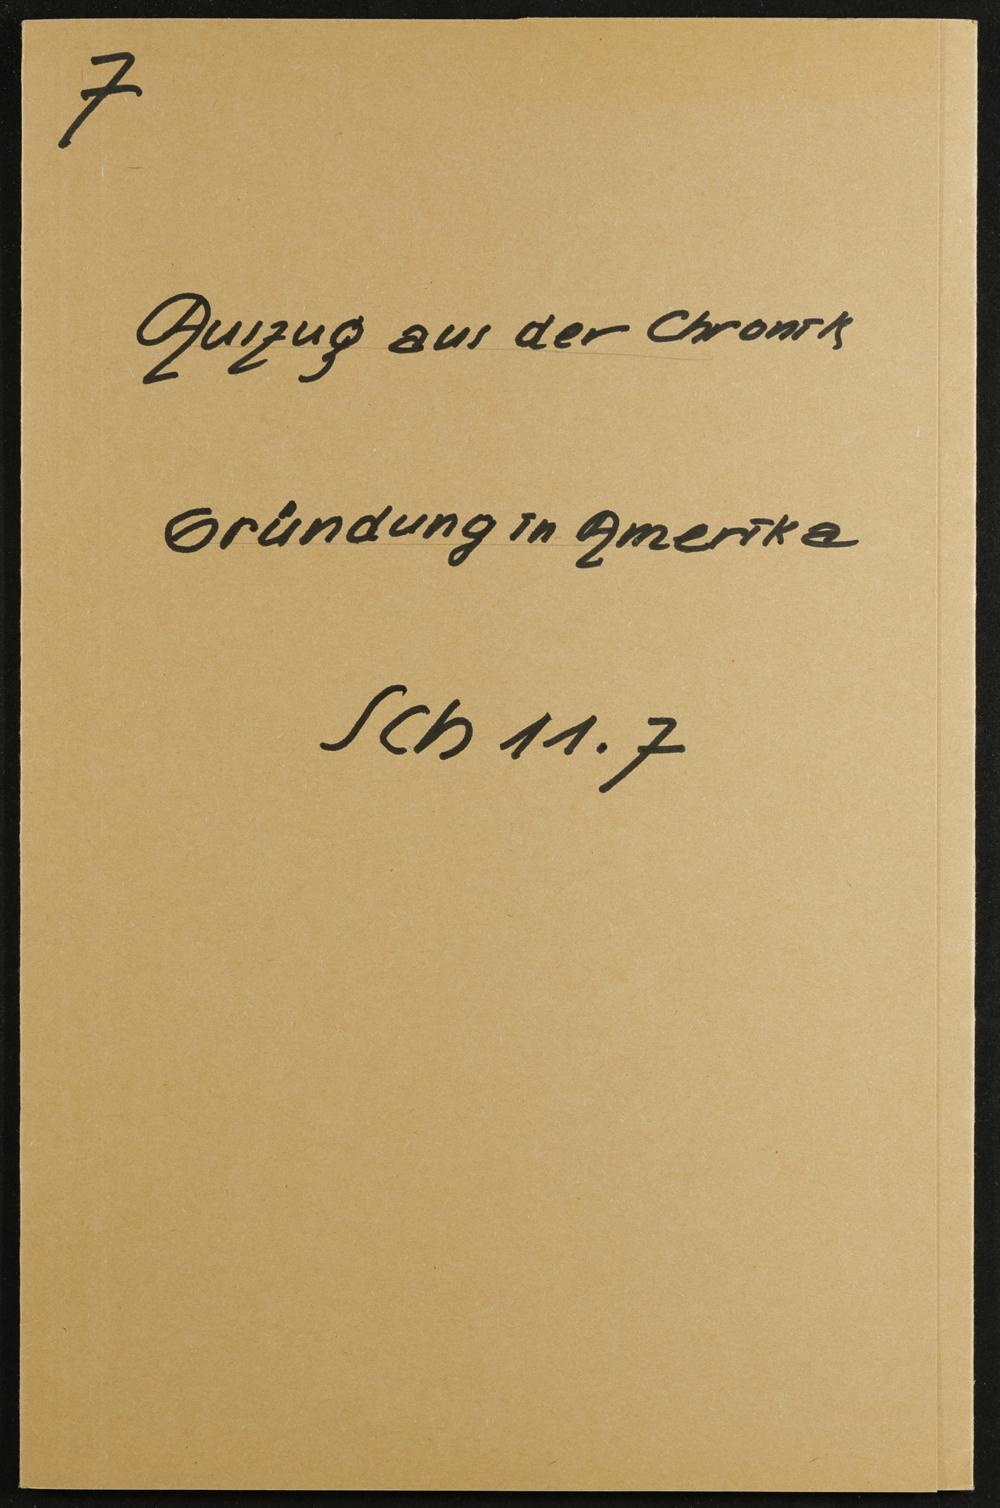 7
Auszug aus der Chronik
Gründung in Amerika
Sch 11.7